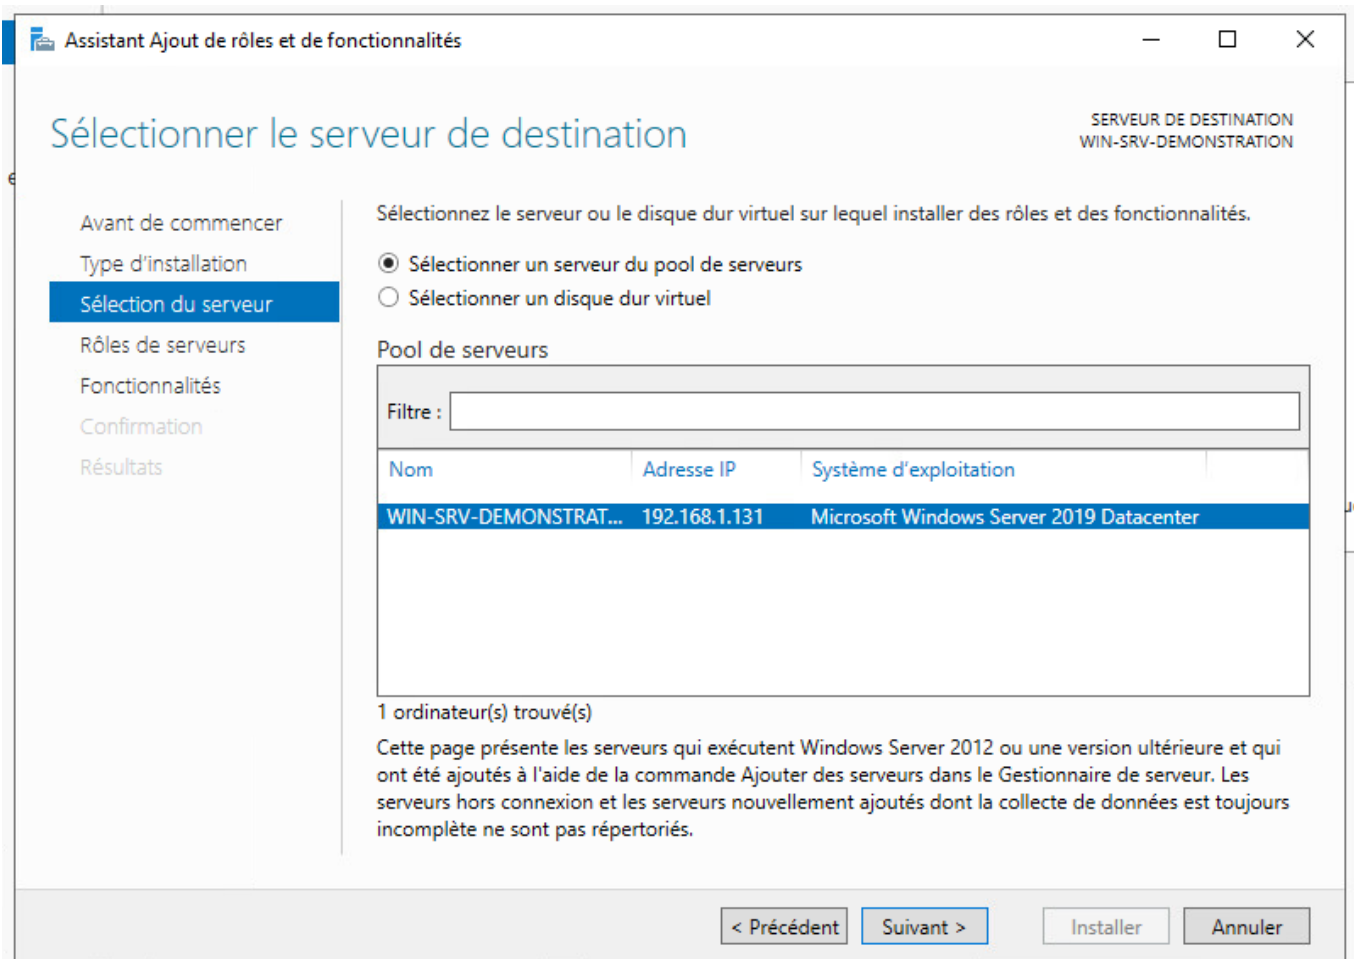 Assistant Ajout de rôles et de fonctionnalités
Sélectionner le serveur de destination
SERVEUR DE DESTINATION
WIN-SRV-DEMONSTRATION
Avant de commencer
Type d'installation
Sélection du serveur
Rôles de serveurs
Fonctionnalités
Confirmation
Résultats
Sélectionnez le serveur ou le disque dur virtuel sur lequel installer des rôles et des fonctionnalités.
Sélectionner un serveur du pool de serveurs
Sélectionner un disque dur virtuel
Pool de serveurs
Filtre :
Nom Adresse IP Système d'exploitation
WIN-SRV-DEMONSTRAT... 192.168.1.131 Microsoft Windows Server 2019 Datacenter
1 ordinateur(s) trouvé(s)
Cette page présente les serveurs qui exécutent Windows Server 2012 ou une version ultérieure et qui
ont été ajoutés à l'aide de la commande Ajouter des serveurs dans le Gestionnaire de serveur. Les
serveurs hors connexion et les serveurs nouvellement ajoutés dont la collecte de données est toujours
incomplète ne sont pas répertoriés.
< Précédent Suivant > Installer Annuler